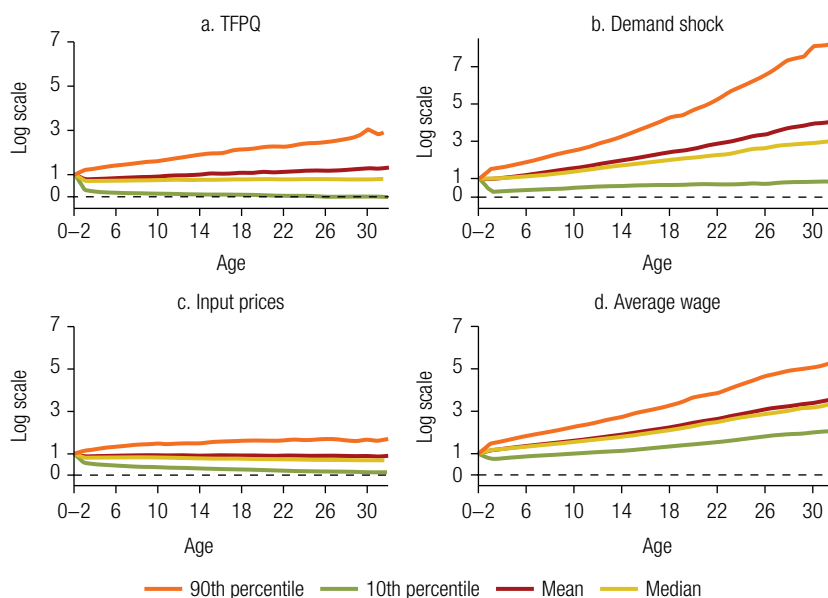 a. TFPQ
Log scale
7
5
3
1
0
0–2 6 10 14 18 22 26 30
Age
b. Demand shock
Log scale
7
5
3
1
0
0–2 6 10 14 18 22 26 30
Age
c. Input prices
Log scale
7
5
3
1
0
0–2 6 10 14 18 22 26 30
Age
d. Average wage
Log scale
7
5
3
1
0
0–2 6 10 14 18 22 26 30
Age
90th percentile 10th percentile Mean Median